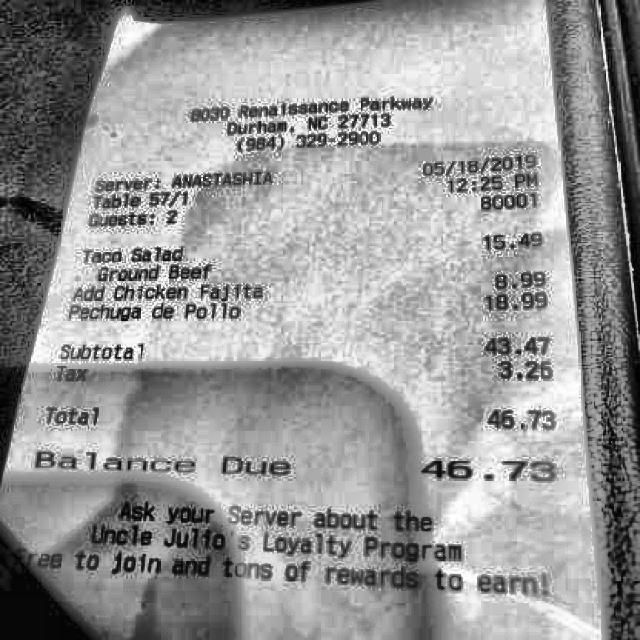 8030 Renaissance Parkway
Durham, NC 27713
(984) 329-2900
Server: ANASTASHIA 05/18/2019
Table 57/1 12:25 PM
Guests: 2 80001
Taco Salad 15.49
Ground Beef
Add Chicken Fajita 8.99
Pechuga de Pollo 18.99
Subtotal 43.47
Tax 3.26
Total 46.73
Balance Due 46.73
Ask your Server about the
Uncle Julio s Loyalty Program
free to join and tons of rewards to earn!